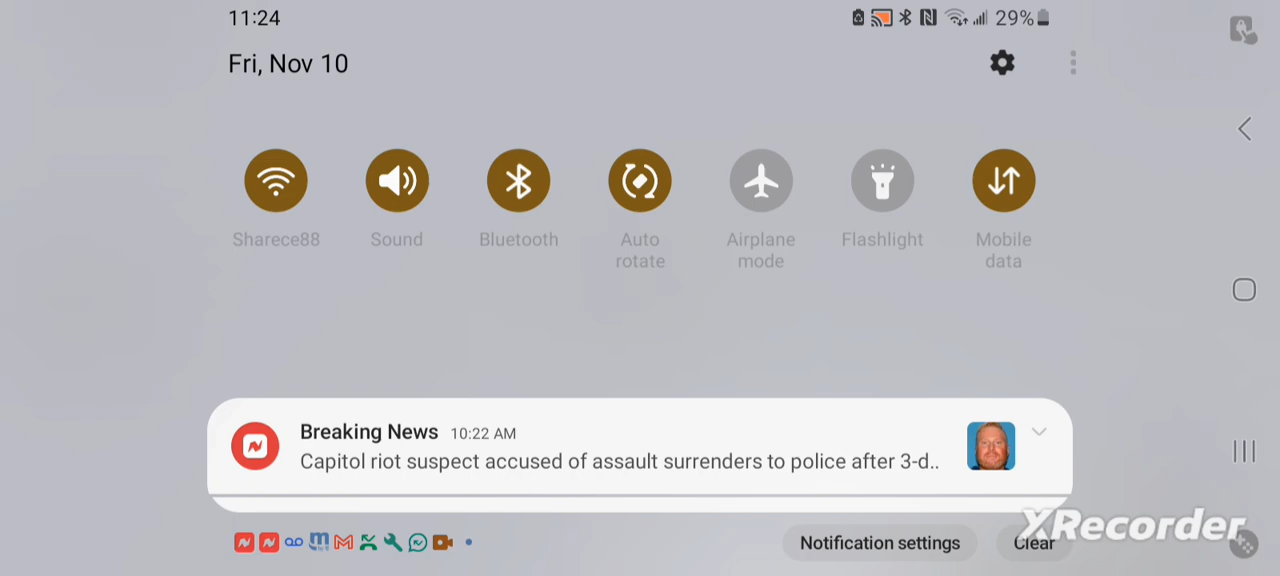 11:24
29%
Fri, Nov 10
Sharece88
Sound
Bluetooth
Auto
rotate
Airplane
mode
Flashlight
Mobile
data
Breaking News 10:22 AM
Capitol riot suspect accused of assault surrenders to police after 3-d..
Notification settings
Clear
XRecorder